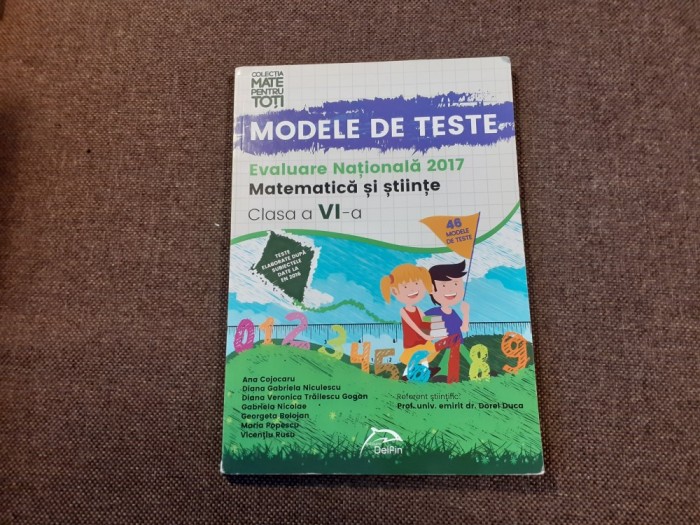 COLECȚIA
MATE
PENTRU
TOȚI
MODELE DE TESTE
Evaluare Națională 2017
Matematică și științe
Clasa a VI-a
46
MODELE
DE TESTE
TESTE
ELABORATE DUPĂ
SUBIECTELE
DATE LA
EN 2016
0 1 2 3 4 5 6 7 8 9
Ana Cojocaru
Diana Gabriela Niculescu
Diana Veronica Trăilescu Gogân
Gabriela Nicolae
Georgeta Bolojan
Maria Popescu
Vicențiu Rusu
Referent științific:
Prof. univ. emirit dr. Dorel Duca
DelFin